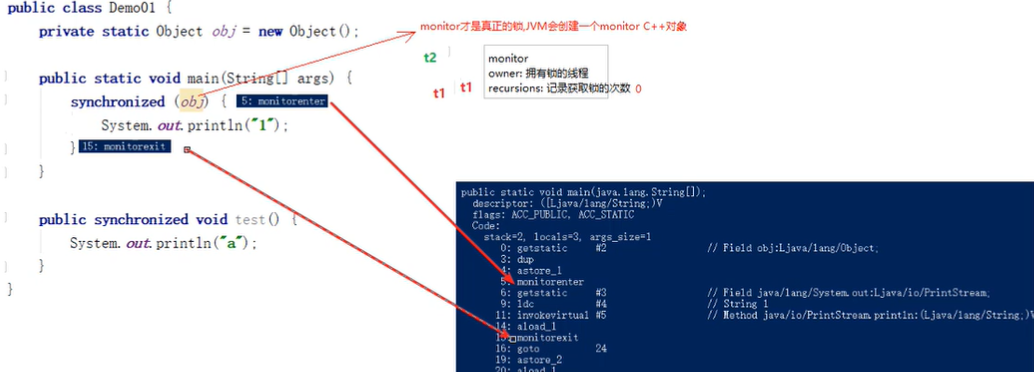 public class Demo01 {
private static Object obj = new Object();
monitor才是真正的锁,JVM会创建一个monitor C++对象
public static void main(String[] args) {
synchronized (obj) { 5: monitorenter
System.out.println("1");
} 15: monitorexit
}
public synchronized void test() {
System.out.println("a");
}
}
t2
t1 t1
monitor
owner: 拥有锁的线程
recursions: 记录获取锁的次数 0
public static void main(java.lang.String[]);
descriptor: ([Ljava/lang/String;)V
flags: ACC_PUBLIC, ACC_STATIC
Code:
stack=2, locals=3, args_size=1
0: getstatic #2 // Field obj:Ljava/lang/Object;
3: dup
4: astore_1
5: monitorenter
6: getstatic #3 // Field java/lang/System.out:Ljava/io/PrintStream;
9: ldc #4 // String 1
11: invokevirtual #5 // Method java/io/PrintStream.println:(Ljava/lang/String;)V
14: aload_1
15: monitorexit
16: goto 24
19: astore_2
20: aload_1